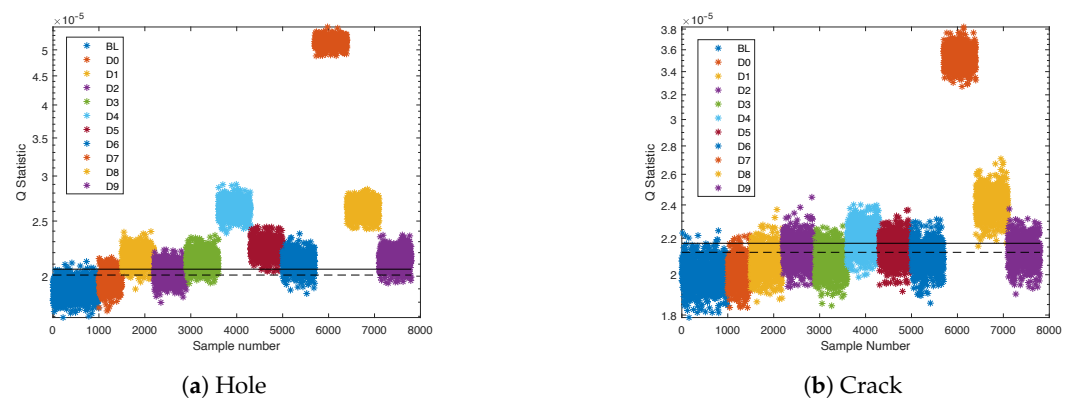 ×10⁻⁵
5
4.5
4
3.5
3
2.5
2
Q Statistic
BL
D0
D1
D2
D3
D4
D5
D6
D7
D8
D9
0 1000 2000 3000 4000 5000 6000 7000 8000
Sample number
(a) Hole
×10⁻⁵
3.8
3.6
3.4
3.2
3
2.8
2.6
2.4
2.2
2
1.8
Q Statistic
BL
D0
D1
D2
D3
D4
D5
D6
D7
D8
D9
0 1000 2000 3000 4000 5000 6000 7000 8000
Sample Number
(b) Crack